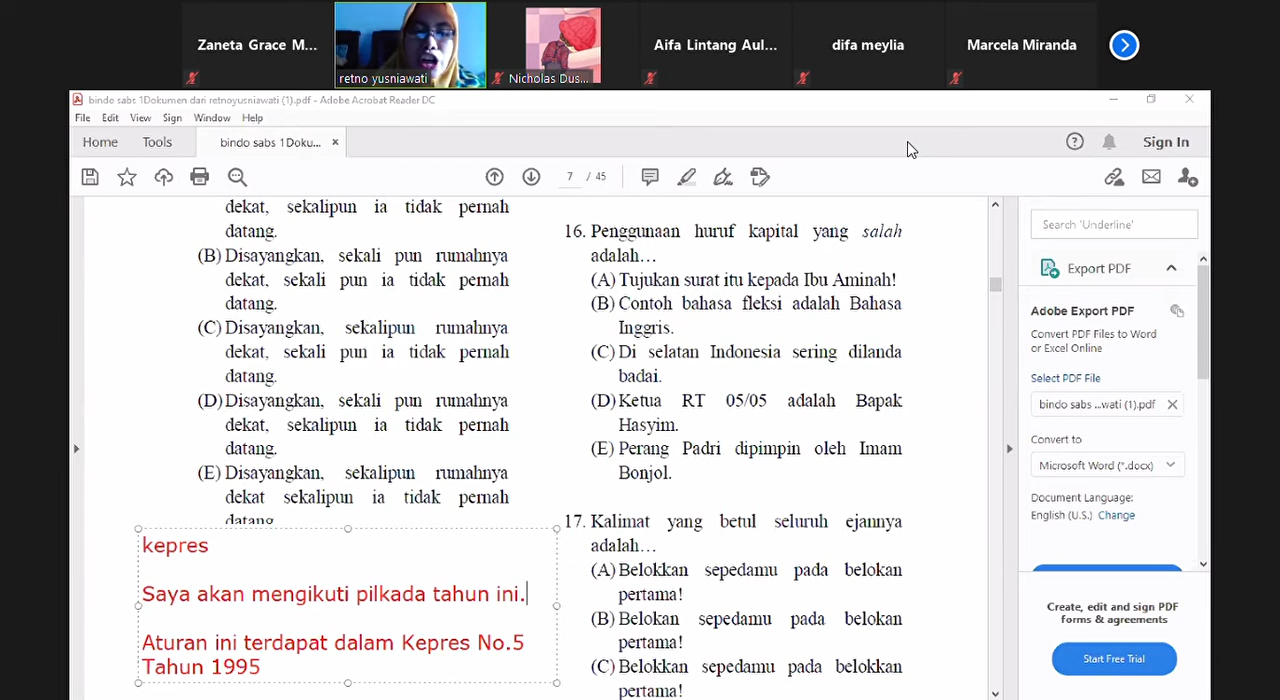 Zaneta Grace M...
retno yusniawati
Nicholas Dus...
Aifa Lintang Aul...
difa meylia
Marcela Miranda
bindo sabs 1Dokumen dari retnoyusniawati (1).pdf - Adobe Acrobat Reader DC
File Edit View Sign Window Help
Home Tools bindo sabs 1Doku... × Sign In
7 / 45
dekat, sekalipun ia tidak pernah
datang.
(B) Disayangkan, sekali pun rumahnya
dekat, sekali pun ia tidak pernah
datang.
(C) Disayangkan, sekalipun rumahnya
dekat, sekali pun ia tidak pernah
datang.
(D) Disayangkan, sekali pun rumahnya
dekat, sekalipun ia tidak pernah
datang.
(E) Disayangkan, sekalipun rumahnya
dekat sekalipun ia tidak pernah
datang
kepres
Saya akan mengikuti pilkada tahun ini.
Aturan ini terdapat dalam Kepres No.5
Tahun 1995
16. Penggunaan huruf kapital yang salah
adalah…
(A) Tujukan surat itu kepada Ibu Aminah!
(B) Contoh bahasa fleksi adalah Bahasa
Inggris.
(C) Di selatan Indonesia sering dilanda
badai.
(D) Ketua RT 05/05 adalah Bapak
Hasyim.
(E) Perang Padri dipimpin oleh Imam
Bonjol.
17. Kalimat yang betul seluruh ejannya
adalah…
(A) Belokkan sepedamu pada belokan
pertama!
(B) Belokan sepedamu pada belokan
pertama!
(C) Belokkan sepedamu pada belokkan
pertama!
Search 'Underline'
Export PDF
Adobe Export PDF
Convert PDF Files to Word
or Excel Online
Select PDF File
bindo sabs ...wati (1).pdf ×
Convert to
Microsoft Word (*.docx)
Document Language:
English (U.S.) Change
Create, edit and sign PDF
forms & agreements
Start Free Trial